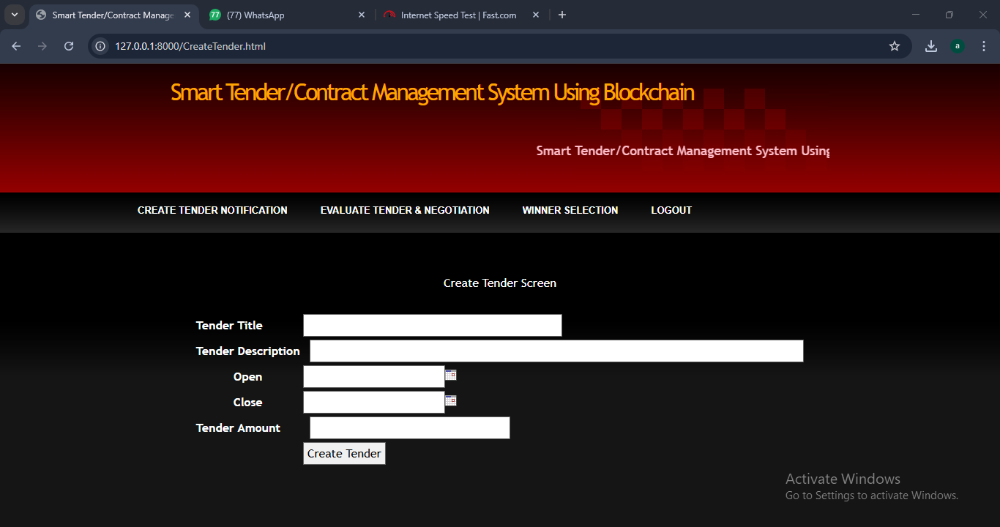 Smart Tender/Contract Manage
77
(77) WhatsApp
Internet Speed Test | Fast.com
127.0.0.1:8000/CreateTender.html
a
Smart Tender/Contract Management System Using Blockchain
Smart Tender/Contract Management System Using
CREATE TENDER NOTIFICATION
EVALUATE TENDER & NEGOTIATION
WINNER SELECTION
LOGOUT
Create Tender Screen
Tender Title
Tender Description
Open
Close
Tender Amount
Create Tender
Activate Windows
Go to Settings to activate Windows.